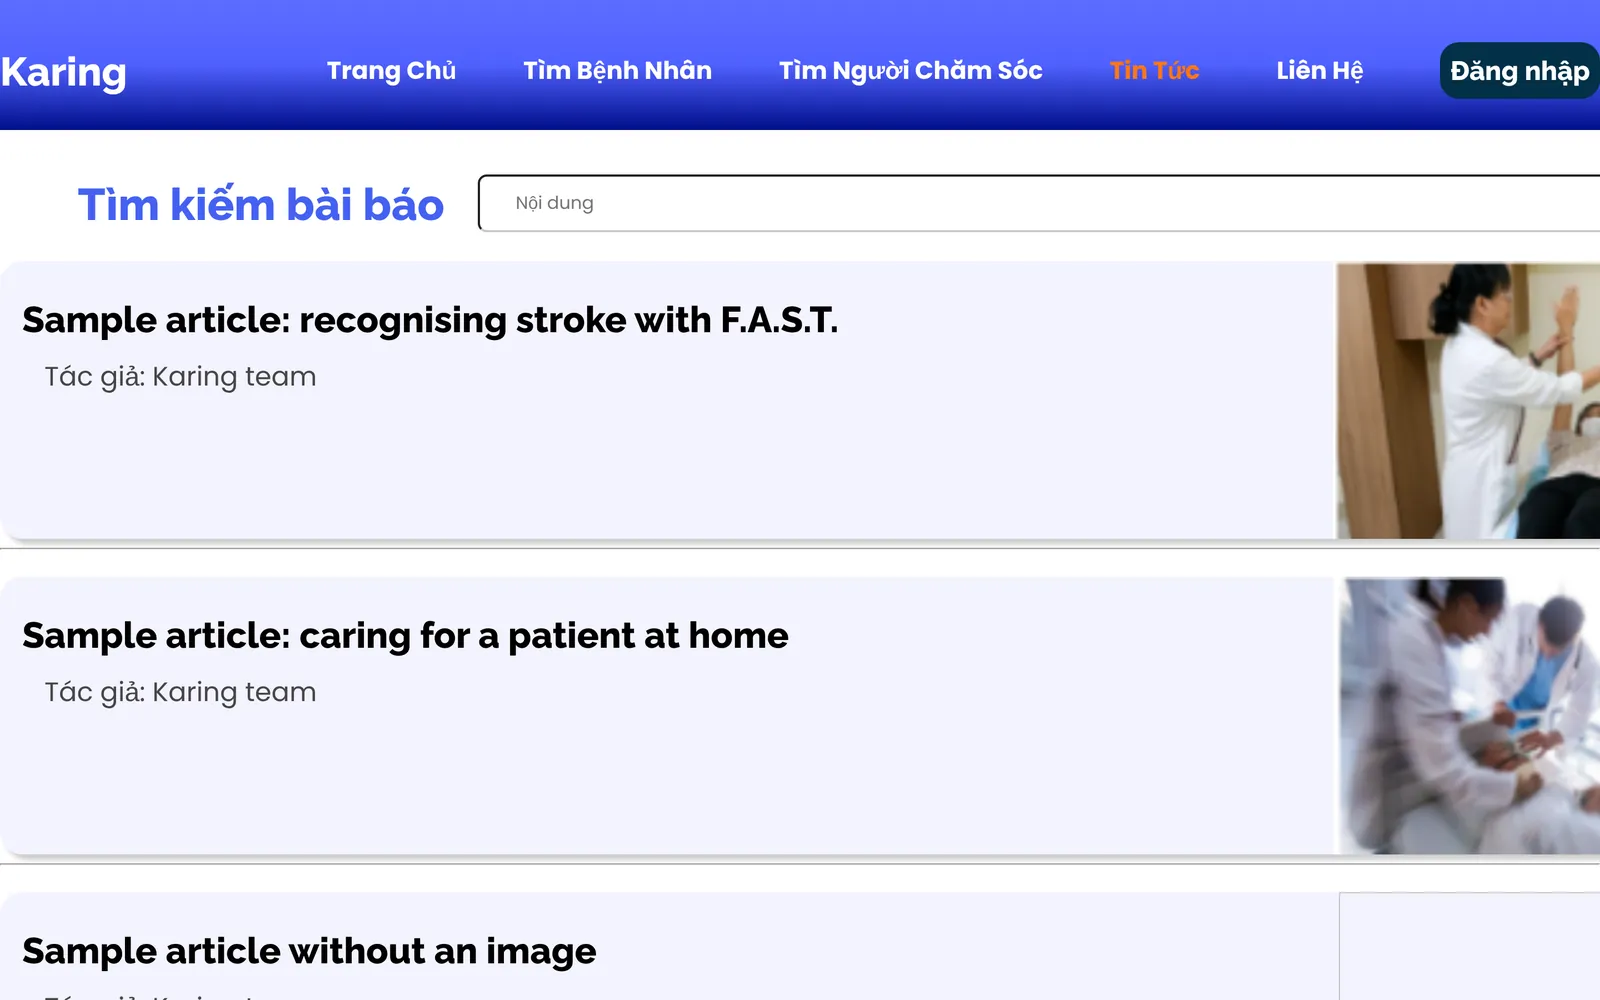 Karing
Trang Chủ
Tìm Bệnh Nhân
Tìm Người Chăm Sóc
Tin Tức
Liên Hệ
Đăng nhập
Tìm kiếm bài báo
Nội dung
Sample article: recognising stroke with F.A.S.T.
Tác giả: Karing team
Sample article: caring for a patient at home
Tác giả: Karing team
Sample article without an image